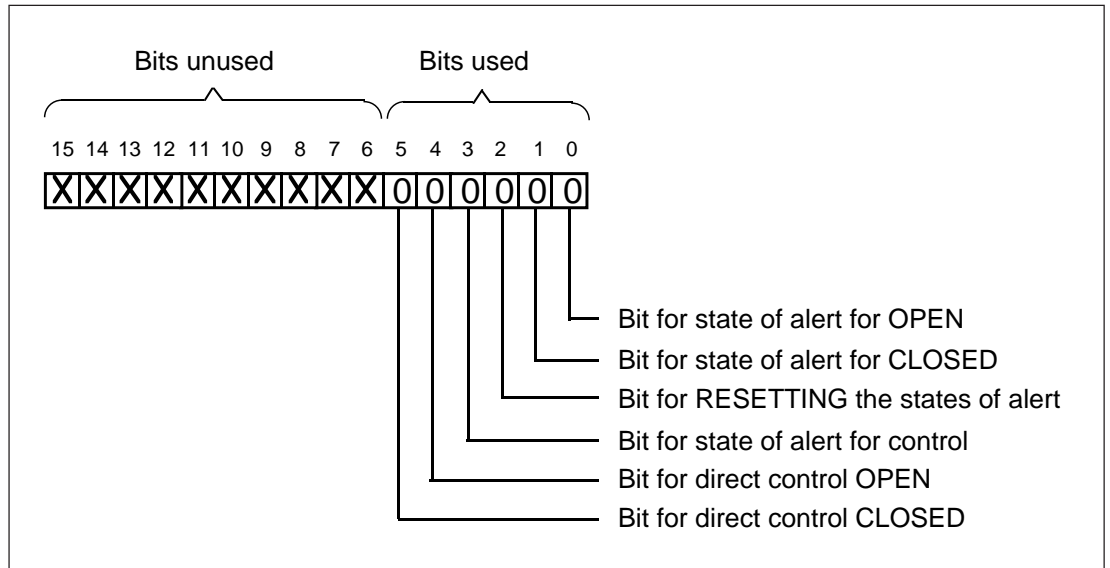 Bits unused Bits used
15 14 13 12 11 10 9 8 7 6 5 4 3 2 1 0
X X X X X X X X X X 0 0 0 0 0 0
Bit for state of alert for OPEN
Bit for state of alert for CLOSED
Bit for RESETTING the states of alert
Bit for state of alert for control
Bit for direct control OPEN
Bit for direct control CLOSED